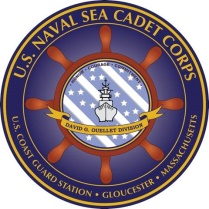 U.S. NAVAL SEA CADET CORPS
DAVID G. OUELLET DIVISION
U.S. COAST GUARD STATION • GLOUCESTER • MASSACHUSETTS